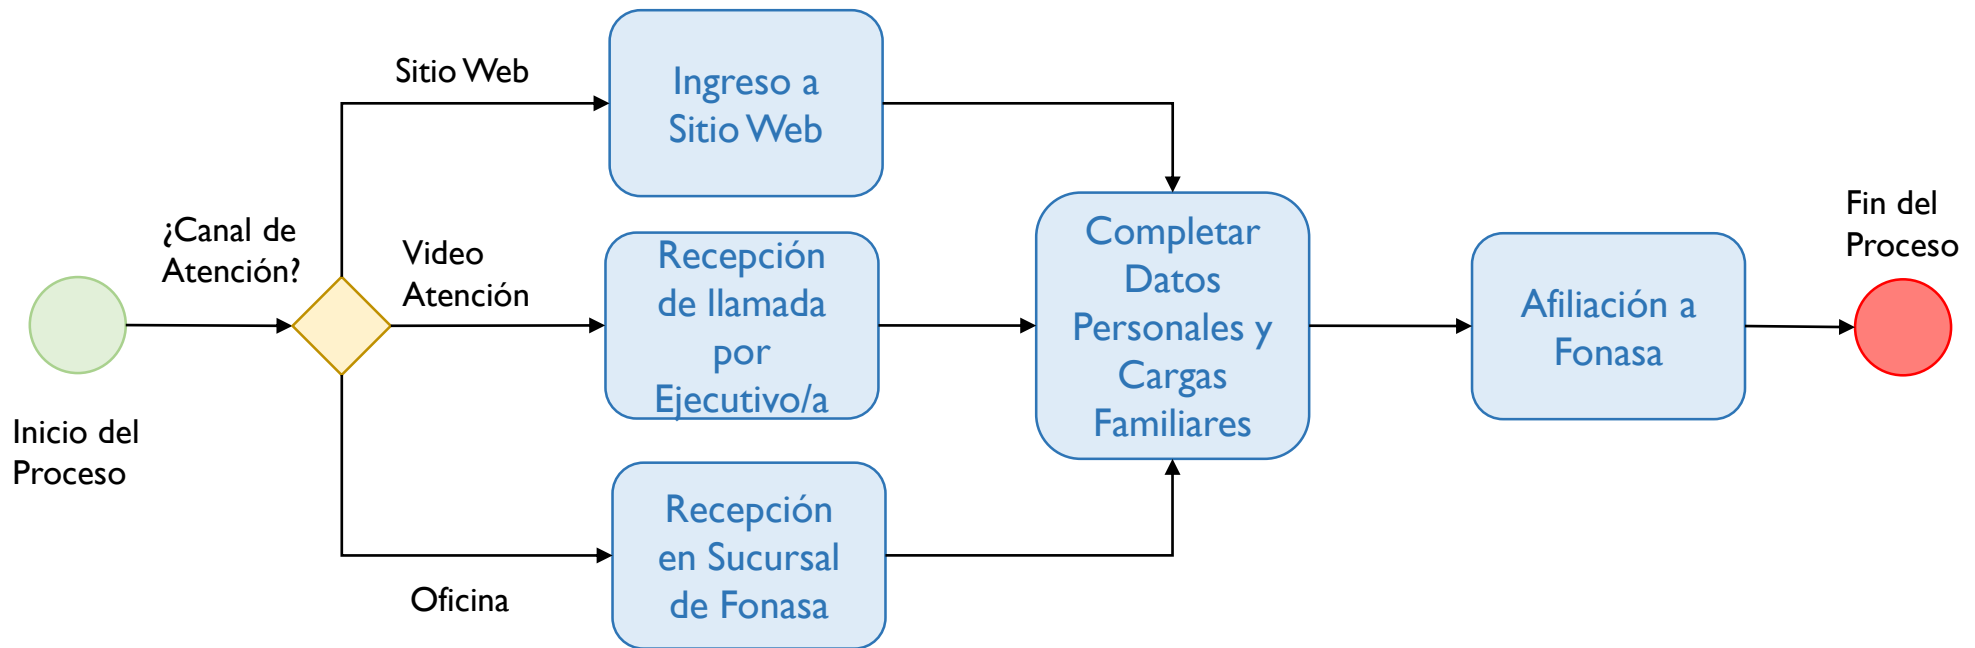 Inicio del
Proceso
¿Canal de
Atención?
Sitio Web
Ingreso a
Sitio Web
Video
Atención
Recepción
de llamada
por
Ejecutivo/a
Oficina
Recepción
en Sucursal
de Fonasa
Completar
Datos
Personales y
Cargas
Familiares
Afiliación a
Fonasa
Fin del
Proceso